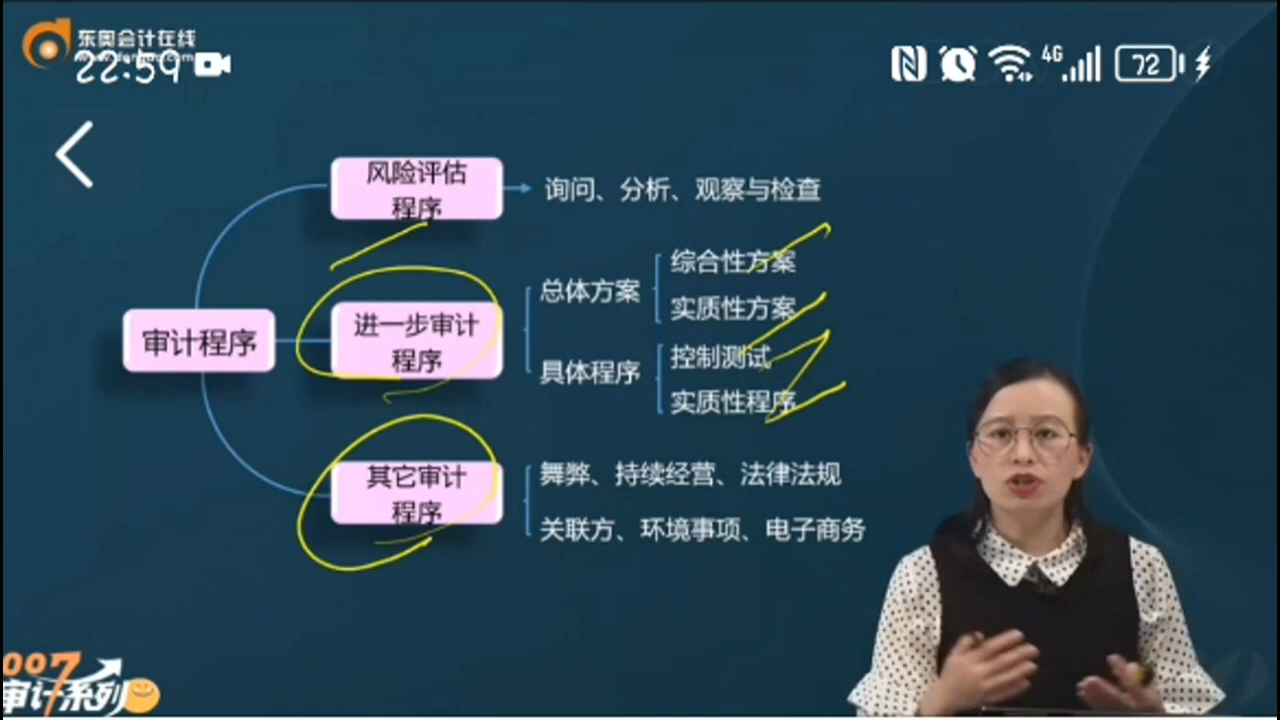 东奥会计在线
22:59
4G
72
风险评估
程序
询问、分析、观察与检查
综合性方案
总体方案
实质性方案
进一步审计
程序
审计程序
控制测试
具体程序
实质性程序
其它审计
程序
舞弊、持续经营、法律法规
关联方、环境事项、电子商务
007
审计系列